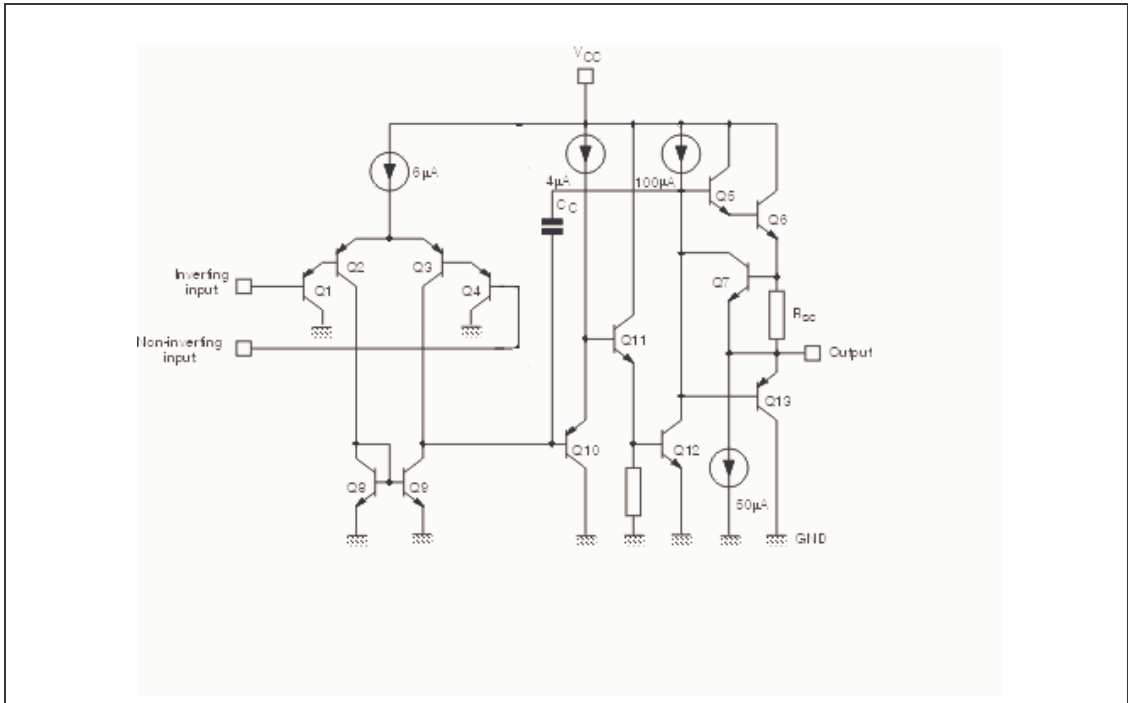 VCC
6µA
4µA
100µA
CC
Q5
Q6
Q2
Q3
Q7
Inverting
input
Q1
Q4
RSC
Non-inverting
input
Q11
Output
Q13
Q10
Q12
Q8
Q9
50µA
GND